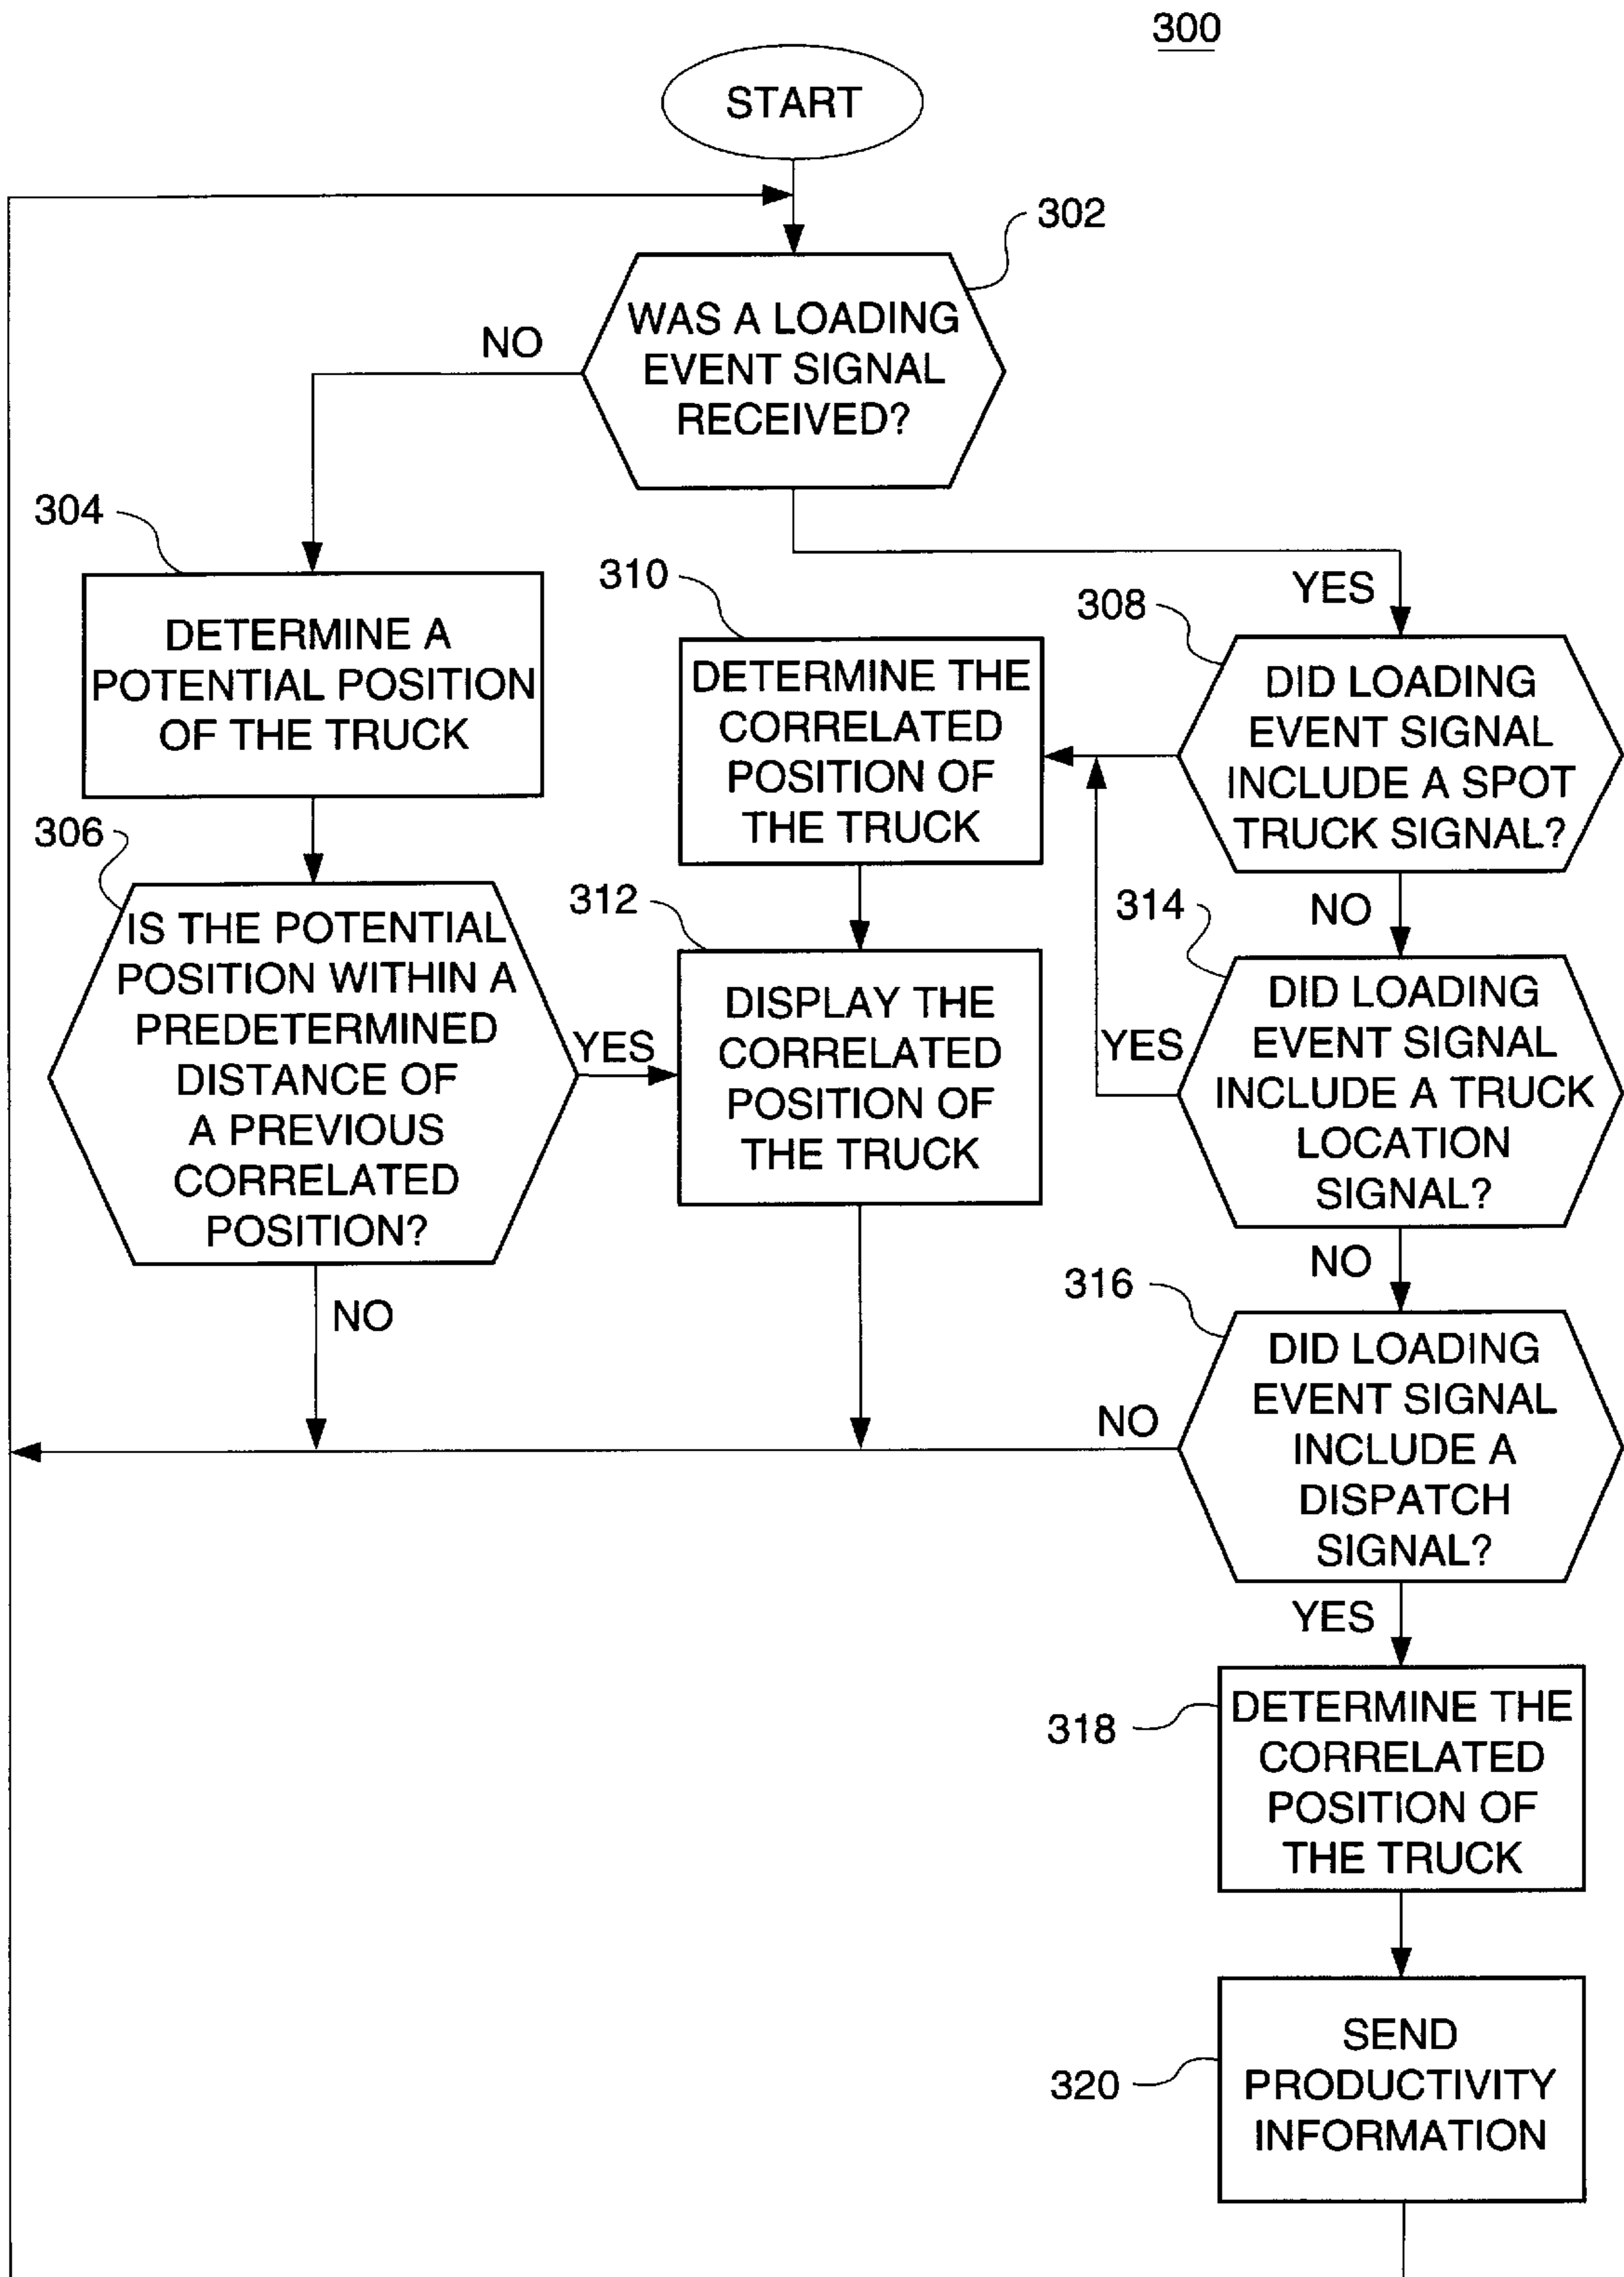 300
START
302
WAS A LOADING
EVENT SIGNAL
RECEIVED?
NO
YES
304
DETERMINE A
POTENTIAL POSITION
OF THE TRUCK
306
IS THE POTENTIAL
POSITION WITHIN A
PREDETERMINED
DISTANCE OF
A PREVIOUS
CORRELATED
POSITION?
YES
NO
310
DETERMINE THE
CORRELATED
POSITION OF
THE TRUCK
312
DISPLAY THE
CORRELATED
POSITION OF
THE TRUCK
308
DID LOADING
EVENT SIGNAL
INCLUDE A SPOT
TRUCK SIGNAL?
NO
314
DID LOADING
EVENT SIGNAL
INCLUDE A TRUCK
LOCATION
SIGNAL?
YES
NO
316
DID LOADING
EVENT SIGNAL
INCLUDE A
DISPATCH
SIGNAL?
NO
YES
318
DETERMINE THE
CORRELATED
POSITION OF
THE TRUCK
320
SEND
PRODUCTIVITY
INFORMATION